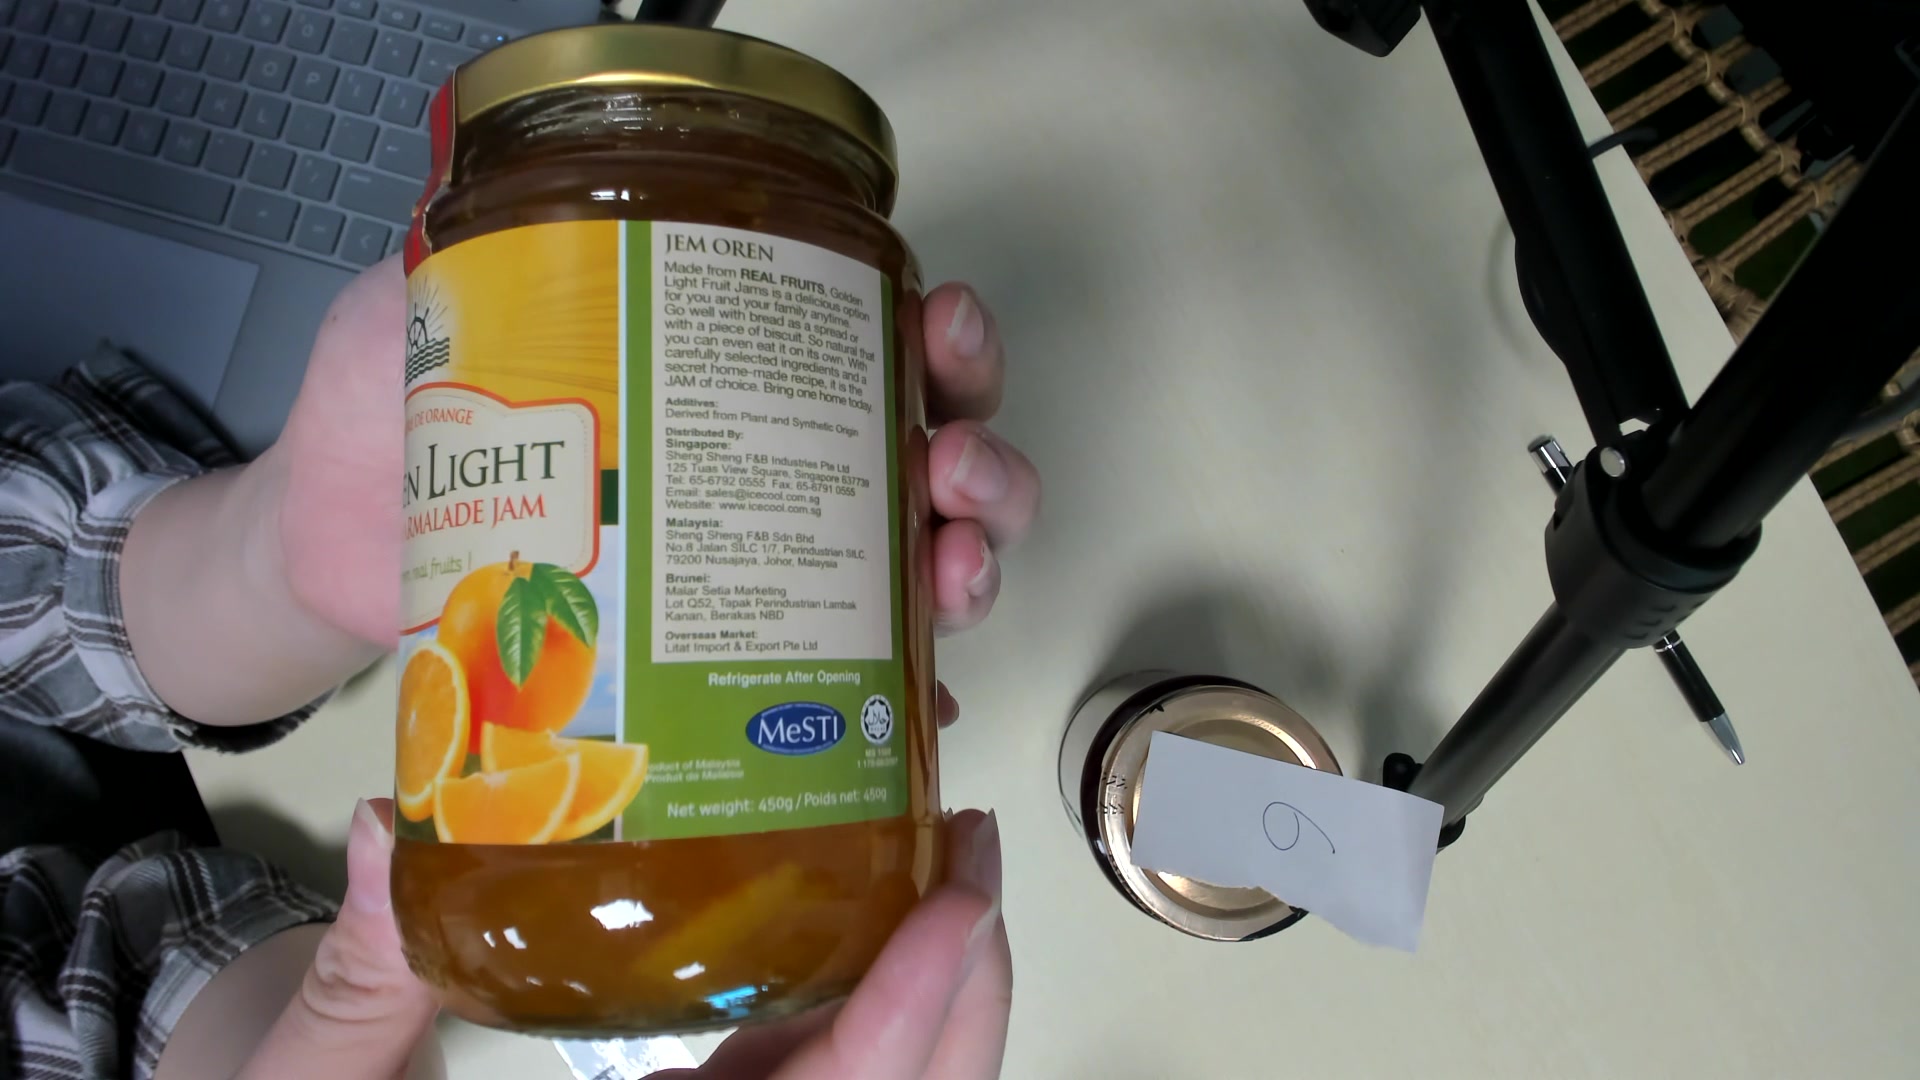 DE ORANGE
LIGHT
MALADE JAM
real fruits
JEM OREN
Made from REAL FRUITS, Golden
Light Fruit Jams is a delicious option
for you and your family anytime.
Go well with bread as a spread or
with a piece of biscuit. So natural that
you can even eat it on its own. With
carefully selected ingredients and a
secret home-made recipe, it is the
JAM of choice. Bring one home today.
Additives:
Derived from Plant and Synthetic Origin
Distributed By:
Singapore:
Sheng Sheng F&B Industries Pte Ltd
125 Tuas View Square, Singapore 637739
Tel: 65-6792 0555 Fax: 65-6791 0555
Email: sales@icecool.com.sg
Website: www.icecool.com.sg
Malaysia:
Sheng Sheng F&B Sdn Bhd
No.8 Jalan SILC 1/7, Perindustrian SILC,
79200 Nusajaya, Johor, Malaysia
Brunei:
Malar Setia Marketing
Lot Q52, Tapak Perindustrian Lambak
Kanan, Berakas NBD
Overseas Market:
Litat Import & Export Pte Ltd
Refrigerate After Opening
MeSTI
oduct of Malaysia
Produit de Malaisie
Net weight: 450g / Poids net: 450g